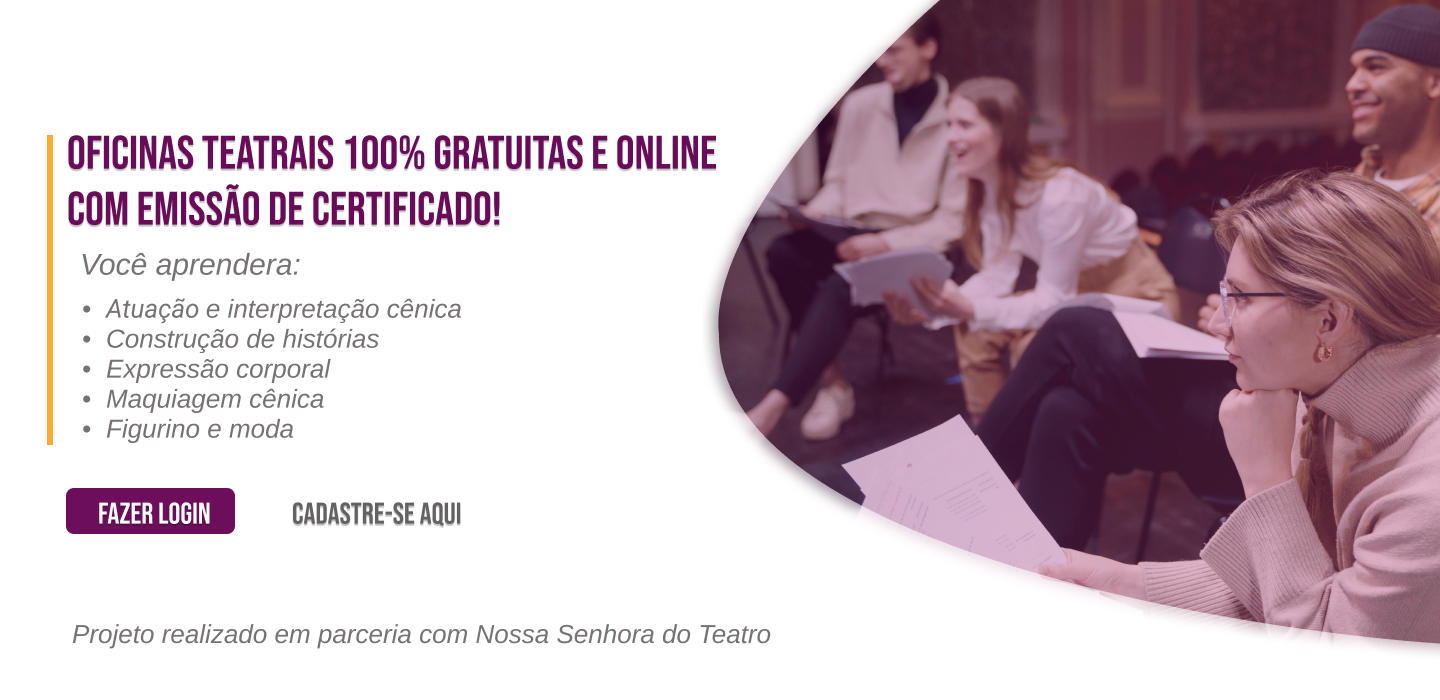 OFICINAS TEATRAIS 100% GRATUITAS E ONLINE
COM EMISSÃO DE CERTIFICADO!
Você aprendera:
• Atuação e interpretação cênica
• Construção de histórias
• Expressão corporal
• Maquiagem cênica
• Figurino e moda
FAZER LOGIN
CADASTRE-SE AQUI
Projeto realizado em parceria com Nossa Senhora do Teatro